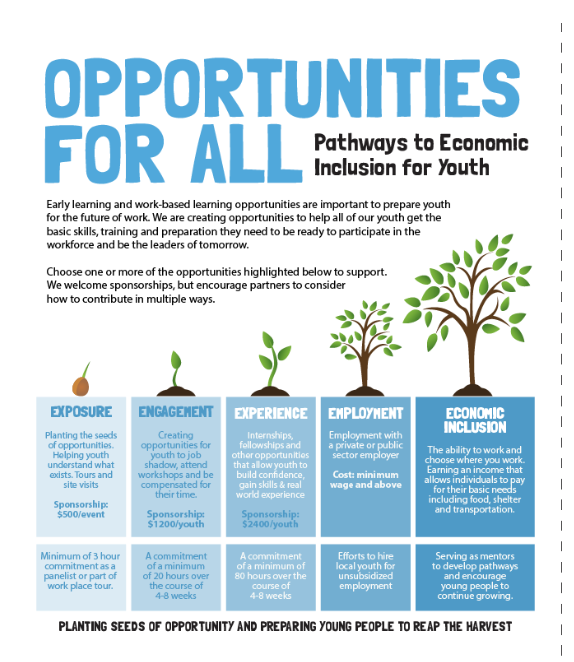 OPPORTUNITIES
FOR ALL
Pathways to Economic
Inclusion for Youth
Early learning and work-based learning opportunities are important to prepare youth
for the future of work. We are creating opportunities to help all of our youth get the
basic skills, training and preparation they need to be ready to participate in the
workforce and be the leaders of tomorrow.
Choose one or more of the opportunities highlighted below to support.
We welcome sponsorships, but encourage partners to consider
how to contribute in multiple ways.
EXPOSURE
Planting the seeds
of opportunities.
Helping youth
understand what
exists. Tours and
site visits
Sponsorship:
$500/event
Minimum of 3 hour
commitment as a
panelist or part of
work place tour.
ENGAGEMENT
Creating
opportunities for
youth to job
shadow, attend
workshops and be
compensated for
their time.
Sponsorship:
$1200/youth
A commitment
of a minimum
of 20 hours over
the course of
4-8 weeks
EXPERIENCE
Internships,
fellowships and
other opportunities
that allow youth to
build confidence,
gain skills & real
world experience
Sponsorship:
$2400/youth
A commitment
of a minimum of
80 hours over the
course of
4-8 weeks
EMPLOYMENT
Employment with
a private or public
sector employer
Cost: minimum
wage and above
Efforts to hire
local youth for
unsubsidized
employment
ECONOMIC
INCLUSION
The ability to work and
choose where you work.
Earning an income that
allows individuals to pay
for their basic needs
including food, shelter
and transportation.
Serving as mentors
to develop pathways
and encourage
young people to
continue growing.
PLANTING SEEDS OF OPPORTUNITY AND PREPARING YOUNG PEOPLE TO REAP THE HARVEST